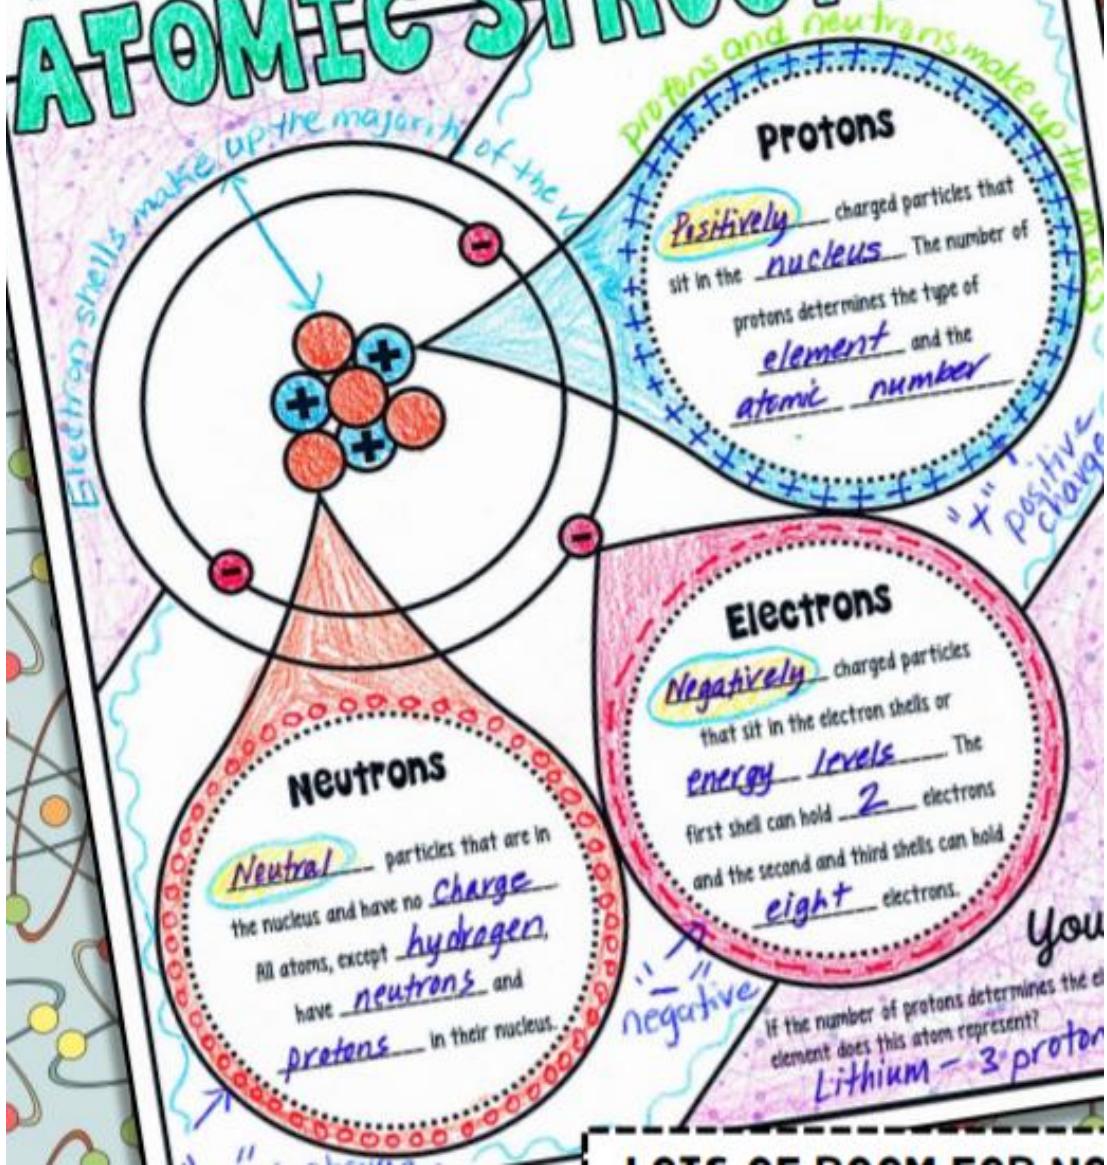 ATOMIC
protons and neutrons make up the mass
Electron shells make up the majority of the
Protons
Positively charged particles that
sit in the nucleus. The number of
protons determines the type of
element and the
atomic number
"+" positive
charge
Electrons
Negatively charged particles
that sit in the electron shells or
energy levels. The
first shell can hold 2 electrons
and the second and third shells can hold
eight electrons.
"-"
negative
Neutrons
Neutral particles that are in
the nucleus and have no Charge
All atoms, except hydrogen,
have neutrons and
protons in their nucleus.
You
If the number of protons determines the
element does this atom represent?
Lithium - 3
LOTS OF ROOM FOR